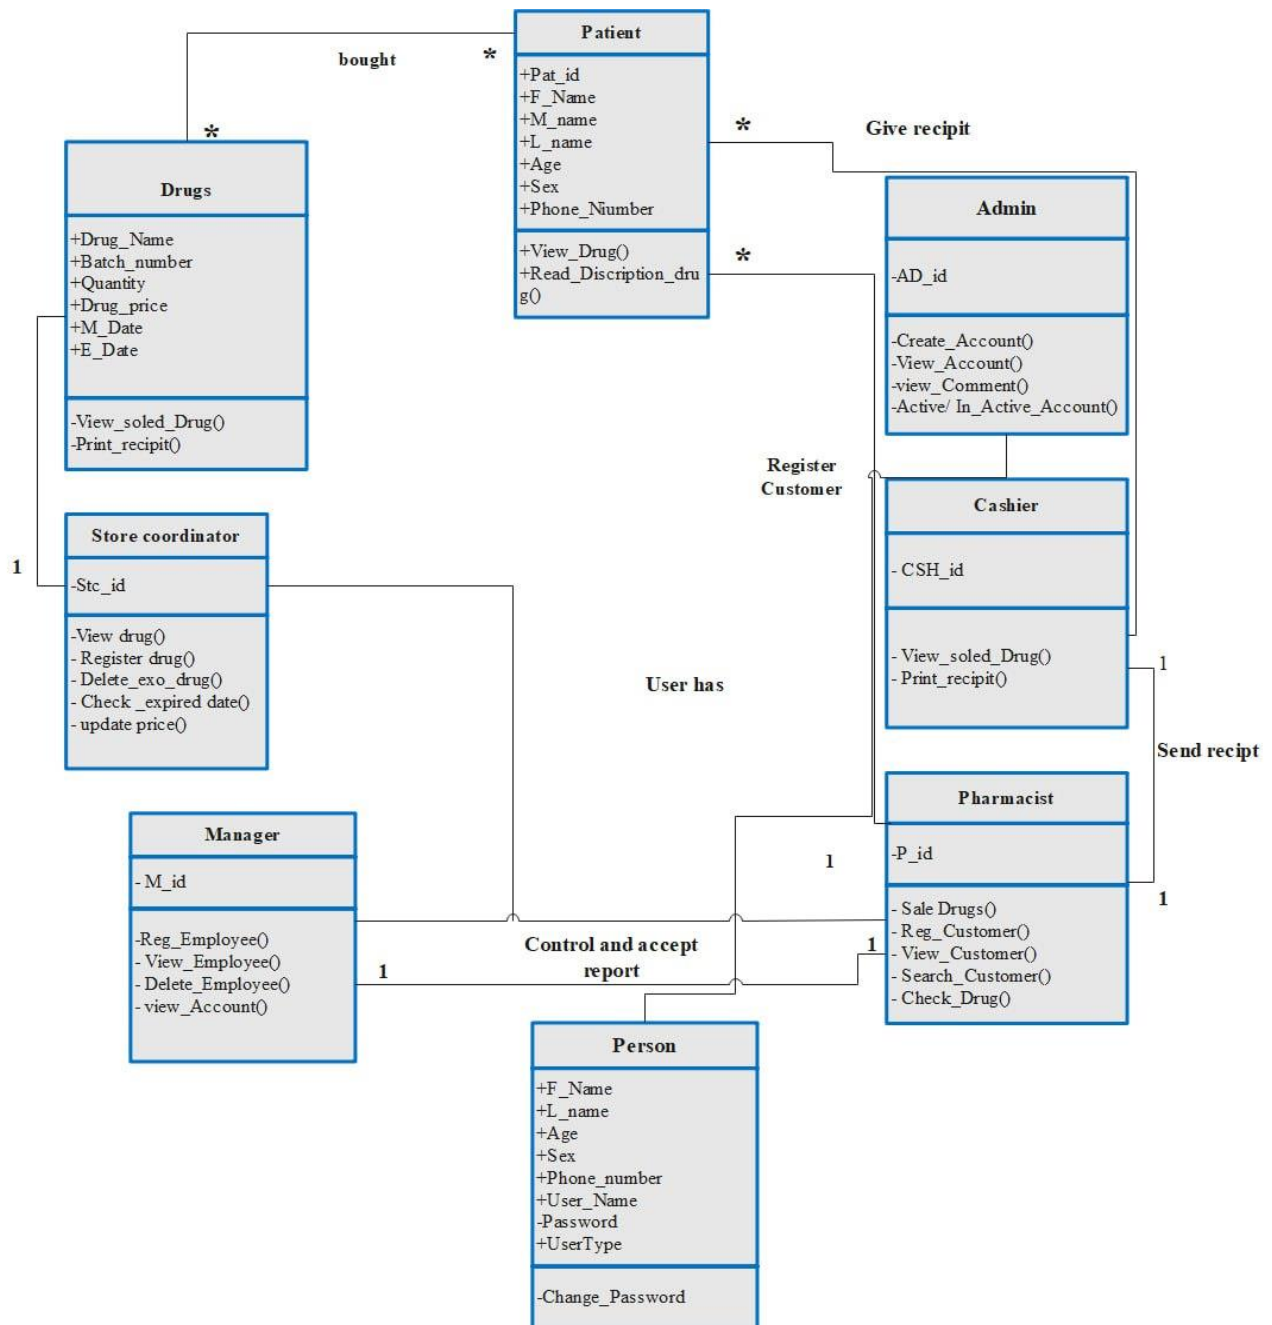 Patient
+Pat_id
+F_Name
+M_name
+L_name
+Age
+Sex
+Phone_Niumber
+View_Drug()
+Read_Discription_dru
g()
bought
*
*
*
Give recipit
*
Drugs
+Drug_Name
+Batch_number
+Quantity
+Drug_price
+M_Date
+E_Date
-View_soled_Drug()
-Print_recipit()
Admin
-AD_id
-Create_Account()
-View_Account()
-view_Comment()
-Active/ In_Active_Account()
Register
Customer
Cashier
- CSH_id
- View_soled_Drug()
- Print_recipit()
1
Send recipt
1
Store coordinator
1
-Stc_id
-View drug()
- Register drug()
- Delete_exo_drug()
- Check _expired date()
- update price()
User has
Pharmacist
-P_id
- Sale Drugs()
- Reg_Customer()
- View_Customer()
- Search_Customer()
- Check_Drug()
1
1
Manager
- M_id
-Reg_Employee()
- View_Employee()
- Delete_Employee()
- view_Account()
Control and accept
report
1
Person
+F_Name
+L_name
+Age
+Sex
+Phone_number
+User_Name
-Password
+UserType
-Change_Password